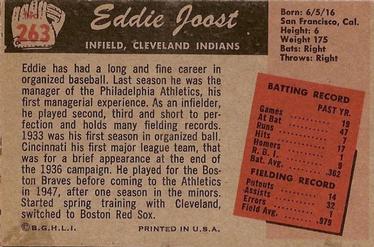 NO.
263
Eddie Joost
INFIELD, CLEVELAND INDIANS
Born: 6/5/16
San Francisco, Cal.
Height: 6
Weight 175
Bats: Right
Throws: Right
Eddie has had a long and fine career in
organized baseball. Last season he was the
manager of the Philadelphia Athletics, his
first managerial experience. As an infielder,
he played second, third and short to per-
fection and holds many fielding records.
1933 was his first season in organized ball.
Cincinnati his first major league team, that
was for a brief appearance at the end of
the 1936 campaign. He played for the Bos-
ton Braves before coming to the Athletics
in 1947, after one season in the minors.
Started spring training with Cleveland,
switched to Boston Red Sox.
BATTING RECORD
PAST YR.
Games 19
At Bat 47
Runs 7
Hits 17
Homers 1
R. B. I. 9
Bat. Avg. .362
FIELDING RECORD
Putouts 14
Assists 32
Errors 1
Field Avg. .979
©B.G.H.L.I. PRINTED IN U.S.A.